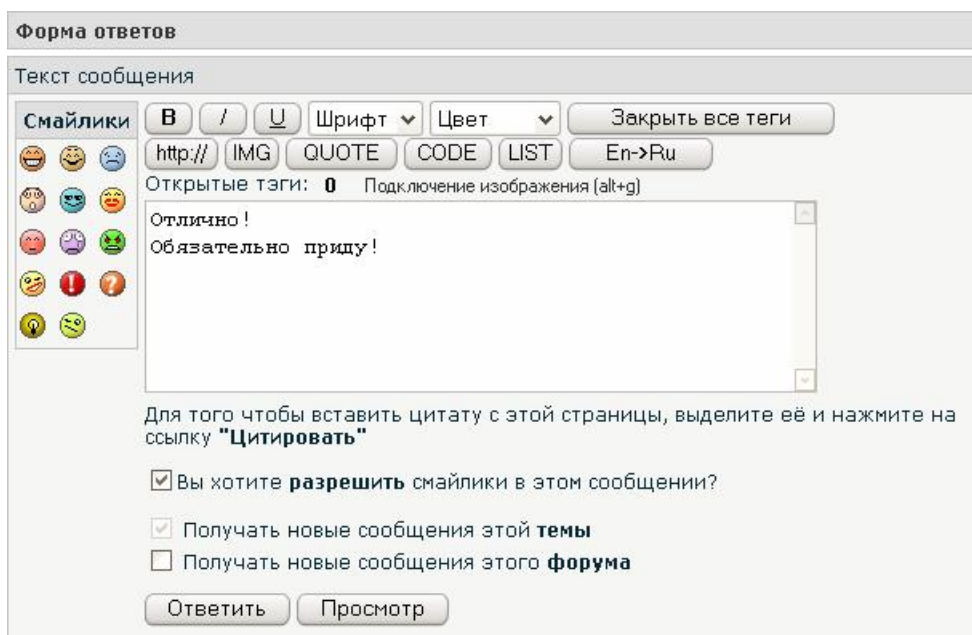 Форма ответов
Текст сообщения
Смайлики
B I U Шрифт Цвет Закрыть все теги
http:// IMG QUOTE CODE LIST En->Ru
Открытые тэги: 0 Подключение изображения (alt+g)
Отлично!
Обязательно приду!
Для того чтобы вставить цитату с этой страницы, выделите её и нажмите на
ссылку "Цитировать"
Вы хотите разрешить смайлики в этом сообщении?
Получать новые сообщения этой темы
Получать новые сообщения этого форума
Ответить Просмотр